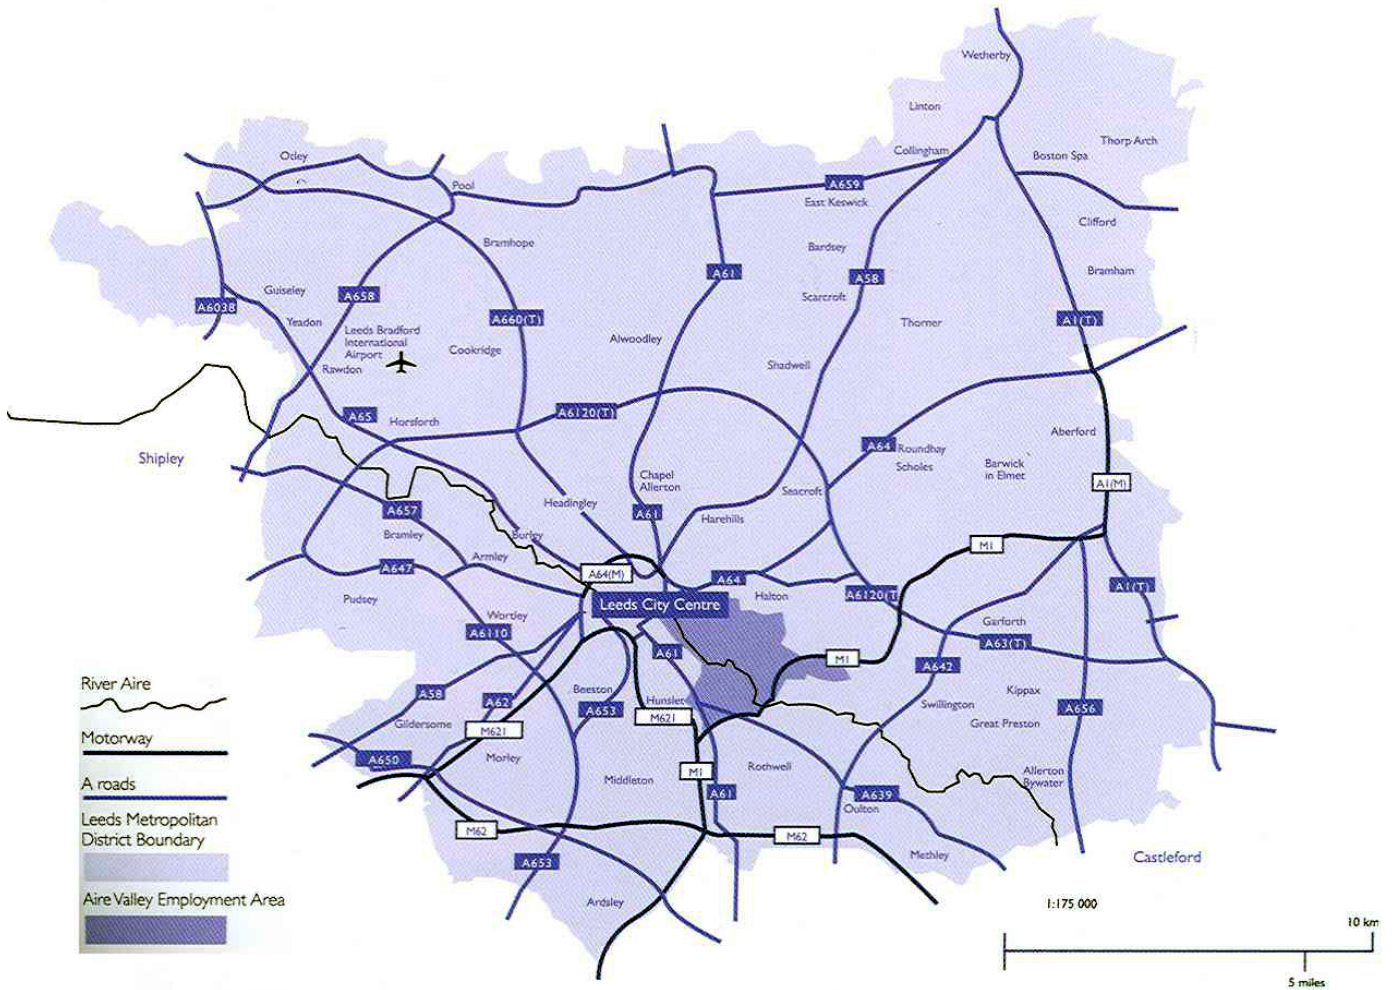 Wetherby
Linton
Collingham
Thorp Arch
Boston Spa
Otley
Pool
A659
East Keswick
Clifford
Bramhope
Bardsey
Bramham
A61
A58
Guiseley
A658
Scarcroft
A6038
Yeadon
A660(T)
Thorner
A1(T)
Leeds Bradford
International
Airport
Alwoodley
Cookridge
Rawdon
Shadwell
A65
Horsforth
A6120(T)
Aberford
A64
Roundhay
Scholes
Shipley
Barwick
in Elmet
Chapel
Allerton
Seacroft
A1(M)
Headingley
A657
A61
Harehills
Bramley
Burley
M1
Armley
A647
A64(M)
A64
A1(T)
Pudsey
Halton
A6120(T
Leeds City Centre
Wortley
Garforth
A6110
A63(T)
A61
M1
A642
River Aire
A58
Beeston
Kippax
A62
Hunslet
Swillington
A653
A656
Gildersome
M621
Great Preston
M621
Motorway
A650
Morley
Rothwell
M1
Allerton
Bywater
Middleton
A roads
A61
A639
Oulton
Leeds Metropolitan
District Boundary
M62
M62
Methley
Castleford
A653
Aire Valley Employment Area
Ardsley
1:175 000
10 km
5 miles